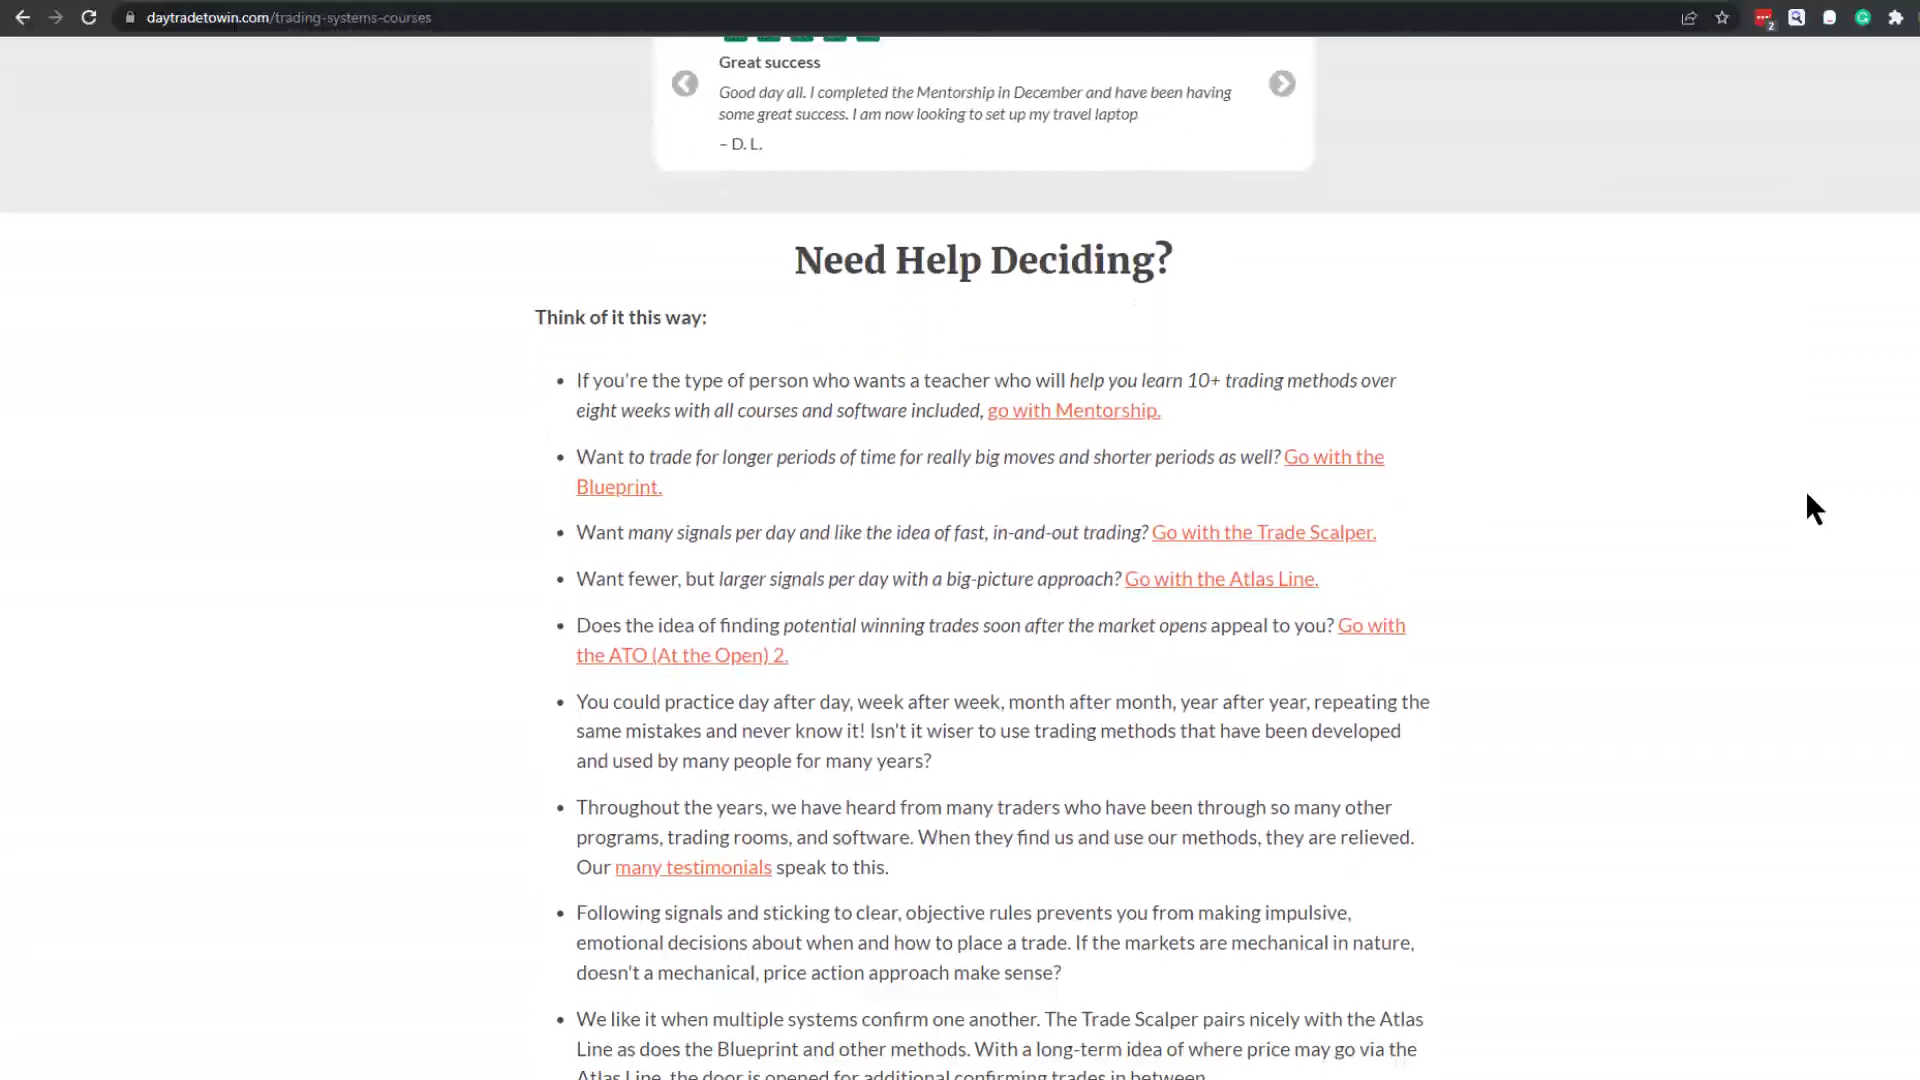 daytradetowin.com/trading-systems-courses
2
Great success
Good day all. I completed the Mentorship in December and have been having
some great success. I am now looking to set up my travel laptop
– D. L.
Need Help Deciding?
Think of it this way:
• If you're the type of person who wants a teacher who will help you learn 10+ trading methods over
eight weeks with all courses and software included, go with Mentorship.
• Want to trade for longer periods of time for really big moves and shorter periods as well? Go with the
Blueprint.
• Want many signals per day and like the idea of fast, in-and-out trading? Go with the Trade Scalper.
• Want fewer, but larger signals per day with a big-picture approach? Go with the Atlas Line.
• Does the idea of finding potential winning trades soon after the market opens appeal to you? Go with
the ATO (At the Open) 2.
• You could practice day after day, week after week, month after month, year after year, repeating the
same mistakes and never know it! Isn't it wiser to use trading methods that have been developed
and used by many people for many years?
• Throughout the years, we have heard from many traders who have been through so many other
programs, trading rooms, and software. When they find us and use our methods, they are relieved.
Our many testimonials speak to this.
• Following signals and sticking to clear, objective rules prevents you from making impulsive,
emotional decisions about when and how to place a trade. If the markets are mechanical in nature,
doesn't a mechanical, price action approach make sense?
• We like it when multiple systems confirm one another. The Trade Scalper pairs nicely with the Atlas
Line as does the Blueprint and other methods. With a long-term idea of where price may go via the
Atlas Line, the door is opened for additional confirming trades in between.